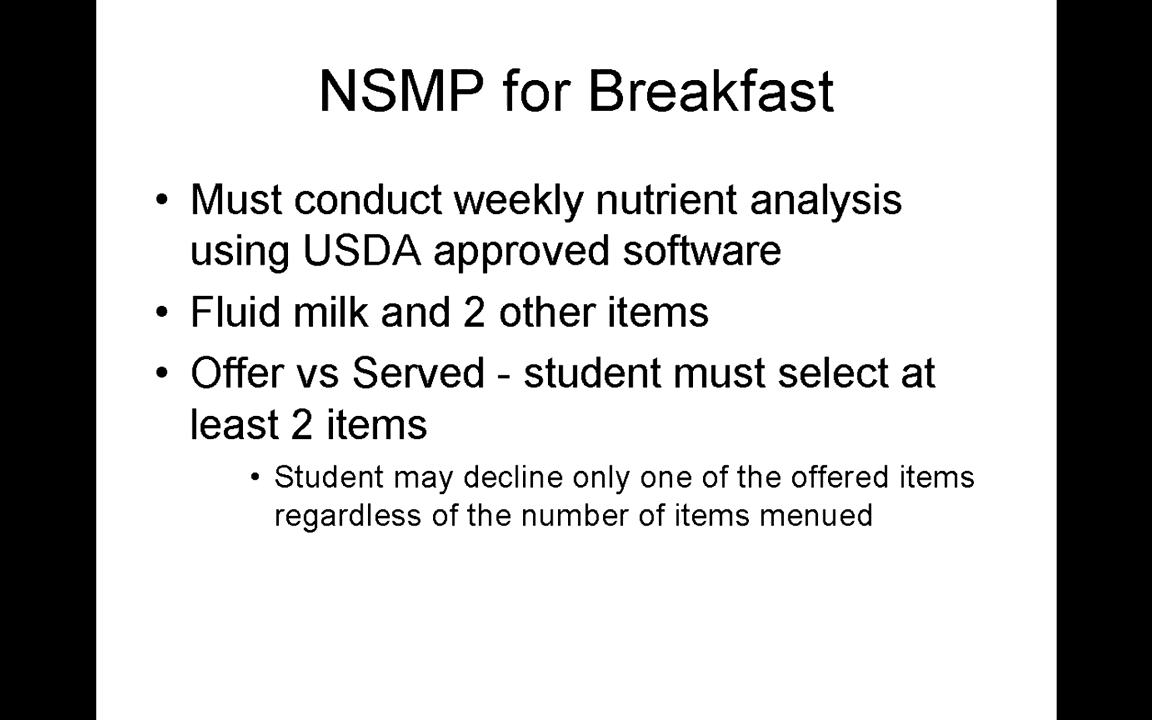 NSMP for Breakfast
• Must conduct weekly nutrient analysis
using USDA approved software
• Fluid milk and 2 other items
• Offer vs Served - student must select at
least 2 items
• Student may decline only one of the offered items
regardless of the number of items menued